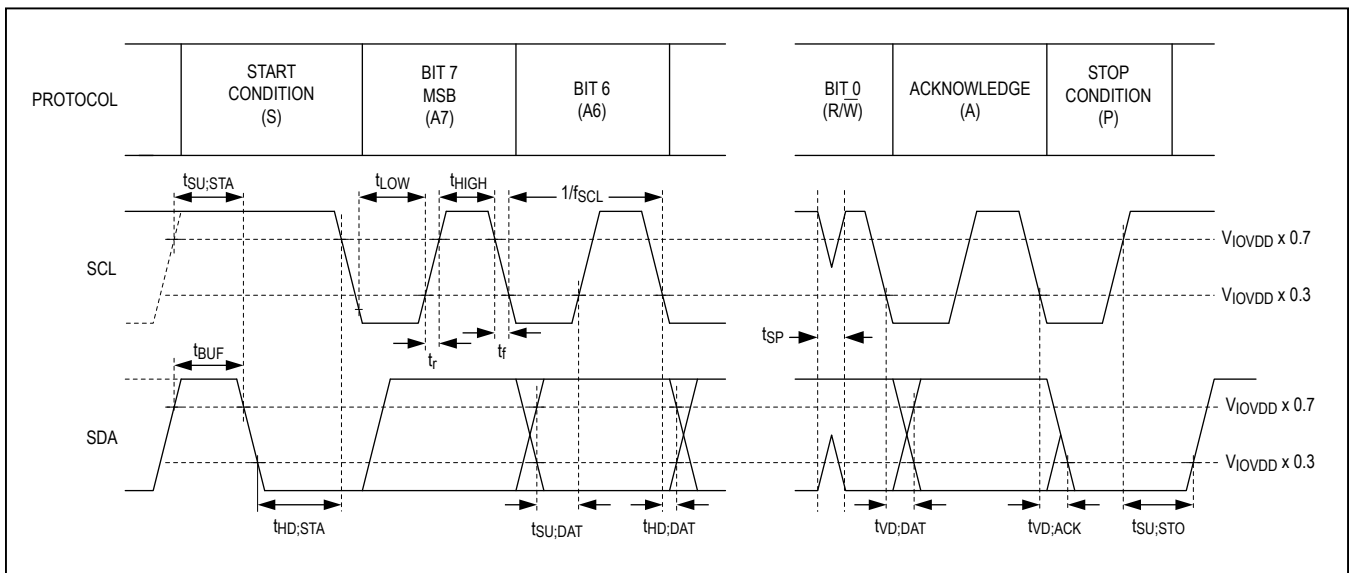 PROTOCOL
START
CONDITION
(S)
BIT 7
MSB
(A7)
BIT 6
(A6)
BIT 0
(R/W̅)
ACKNOWLEDGE
(A)
STOP
CONDITION
(P)
tSU;STA
tLOW
tHIGH
1/fSCL
SCL
VIOVDD x 0.7
VIOVDD x 0.3
tr
tf
tSP
tBUF
SDA
VIOVDD x 0.7
VIOVDD x 0.3
tHD;STA
tSU;DAT
tHD;DAT
tVD;DAT
tVD;ACK
tSU;STO